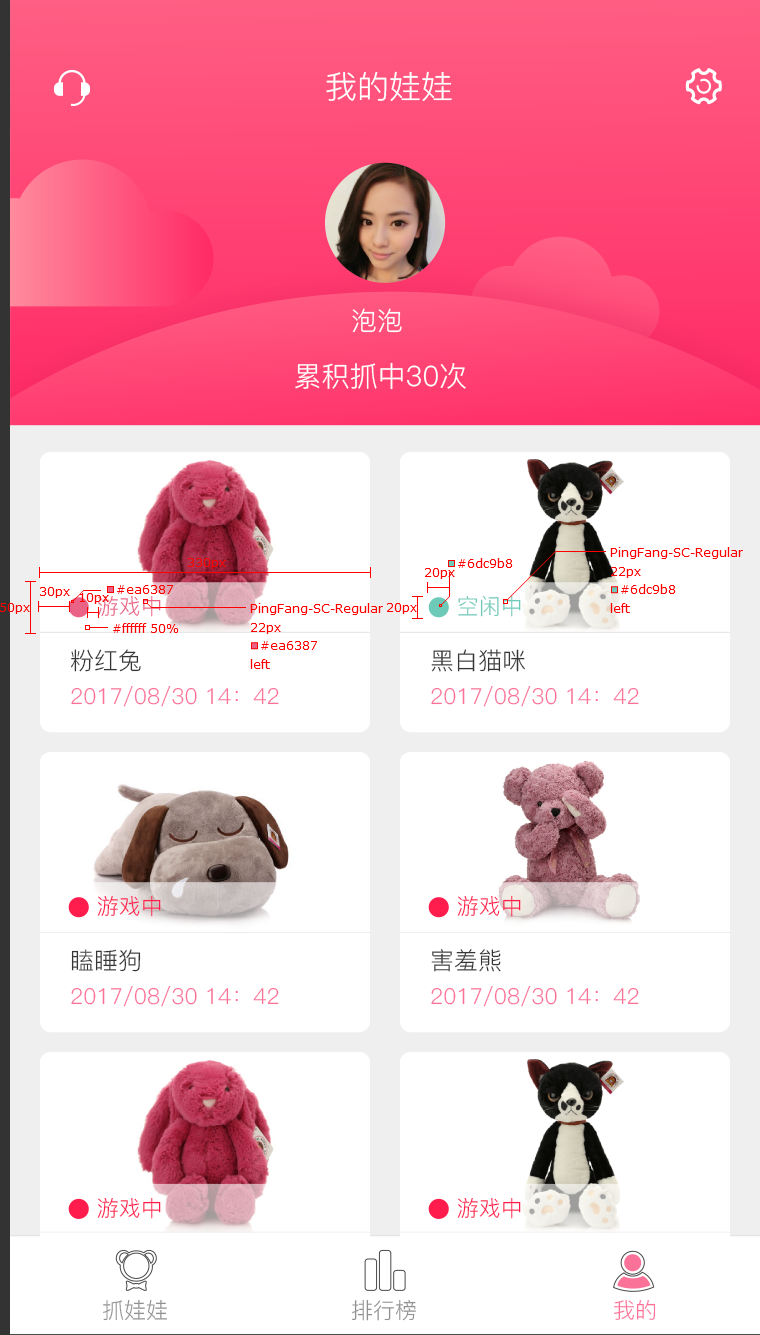 我的娃娃
泡泡
累积抓中30次
330px
#6dc9b8
PingFang-SC-Regular
20px
22px
30px
#ea6387
#6dc9b8
10px
游戏中
PingFang-SC-Regular
20px
空闲中
left
#ffffff 50%
22px
#ea6387
left
粉红兔
黑白猫咪
2017/08/30 14：42
2017/08/30 14：42
游戏中
游戏中
瞌睡狗
害羞熊
2017/08/30 14：42
2017/08/30 14：42
游戏中
游戏中
抓娃娃
排行榜
我的